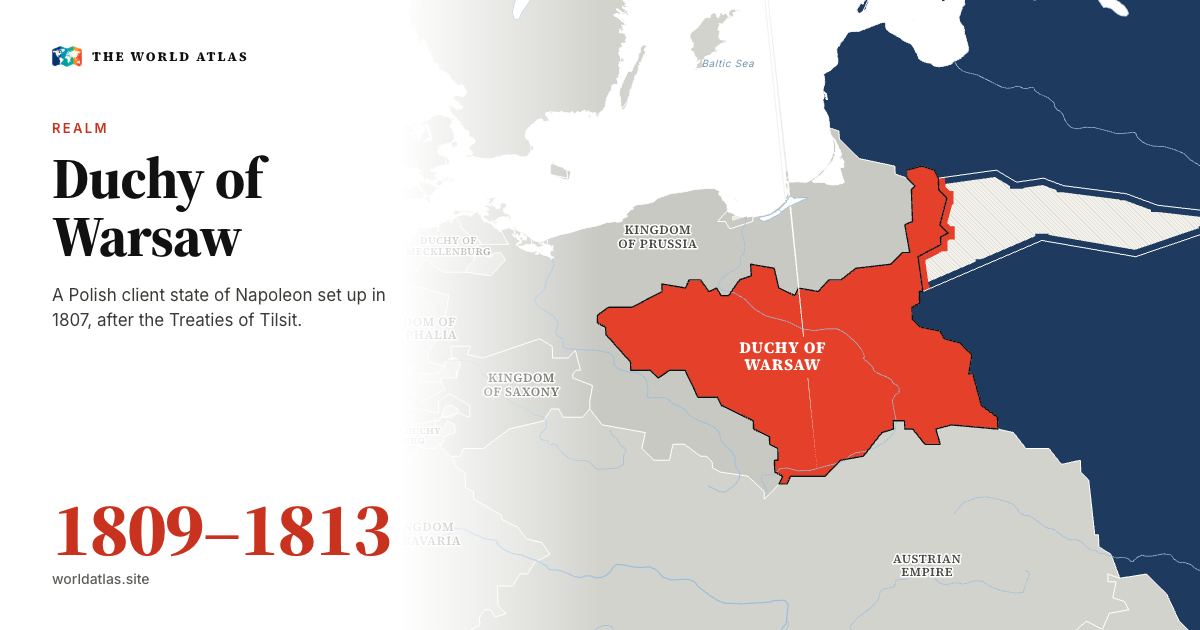 THE WORLD ATLAS
REALM
Duchy of
Warsaw
A Polish client state of Napoleon set up in
1807, after the Treaties of Tilsit.
1809–1813
worldatlas.site
Baltic Sea
KINGDOM
OF PRUSSIA
DUCHY OF
MECKLENBURG
DUCHY OF
WARSAW
KINGDOM
OF SAXONY
AUSTRIAN
EMPIRE